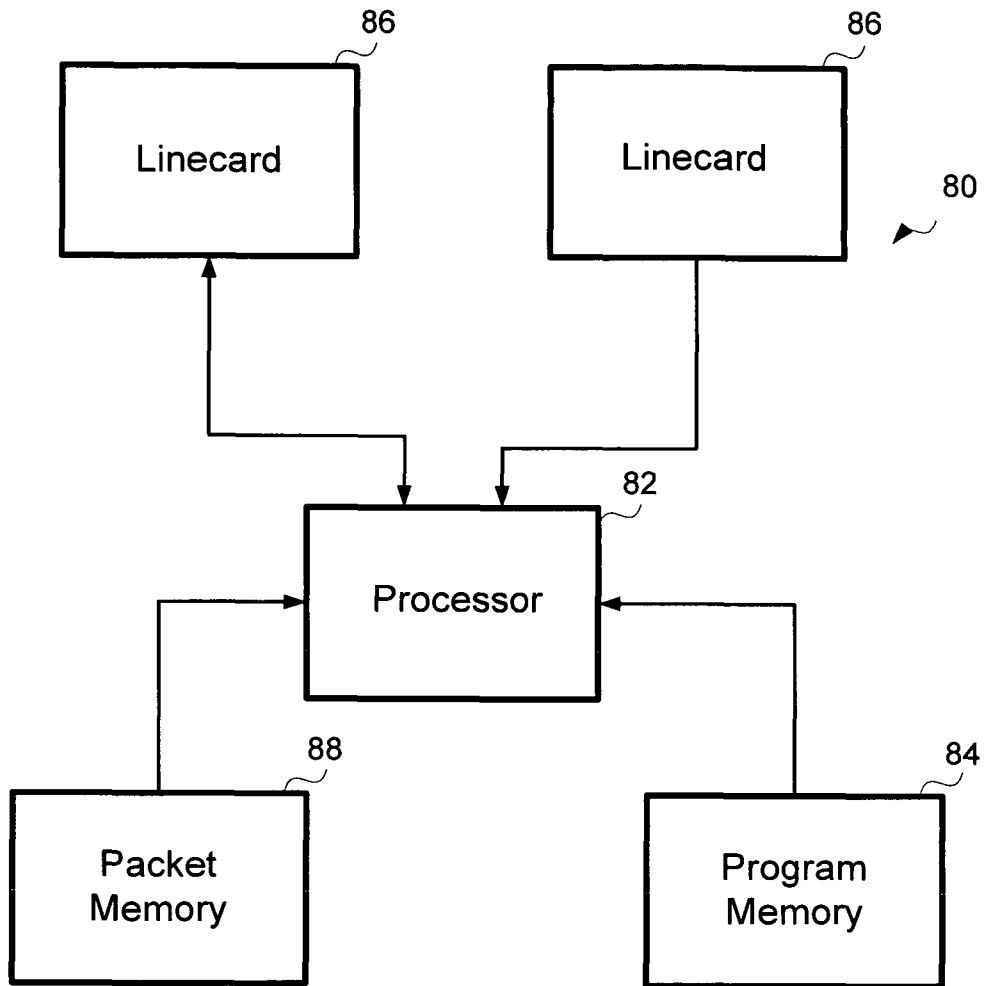 86
86
Linecard
Linecard
80
82
Processor
88
84
Packet
Memory
Program
Memory